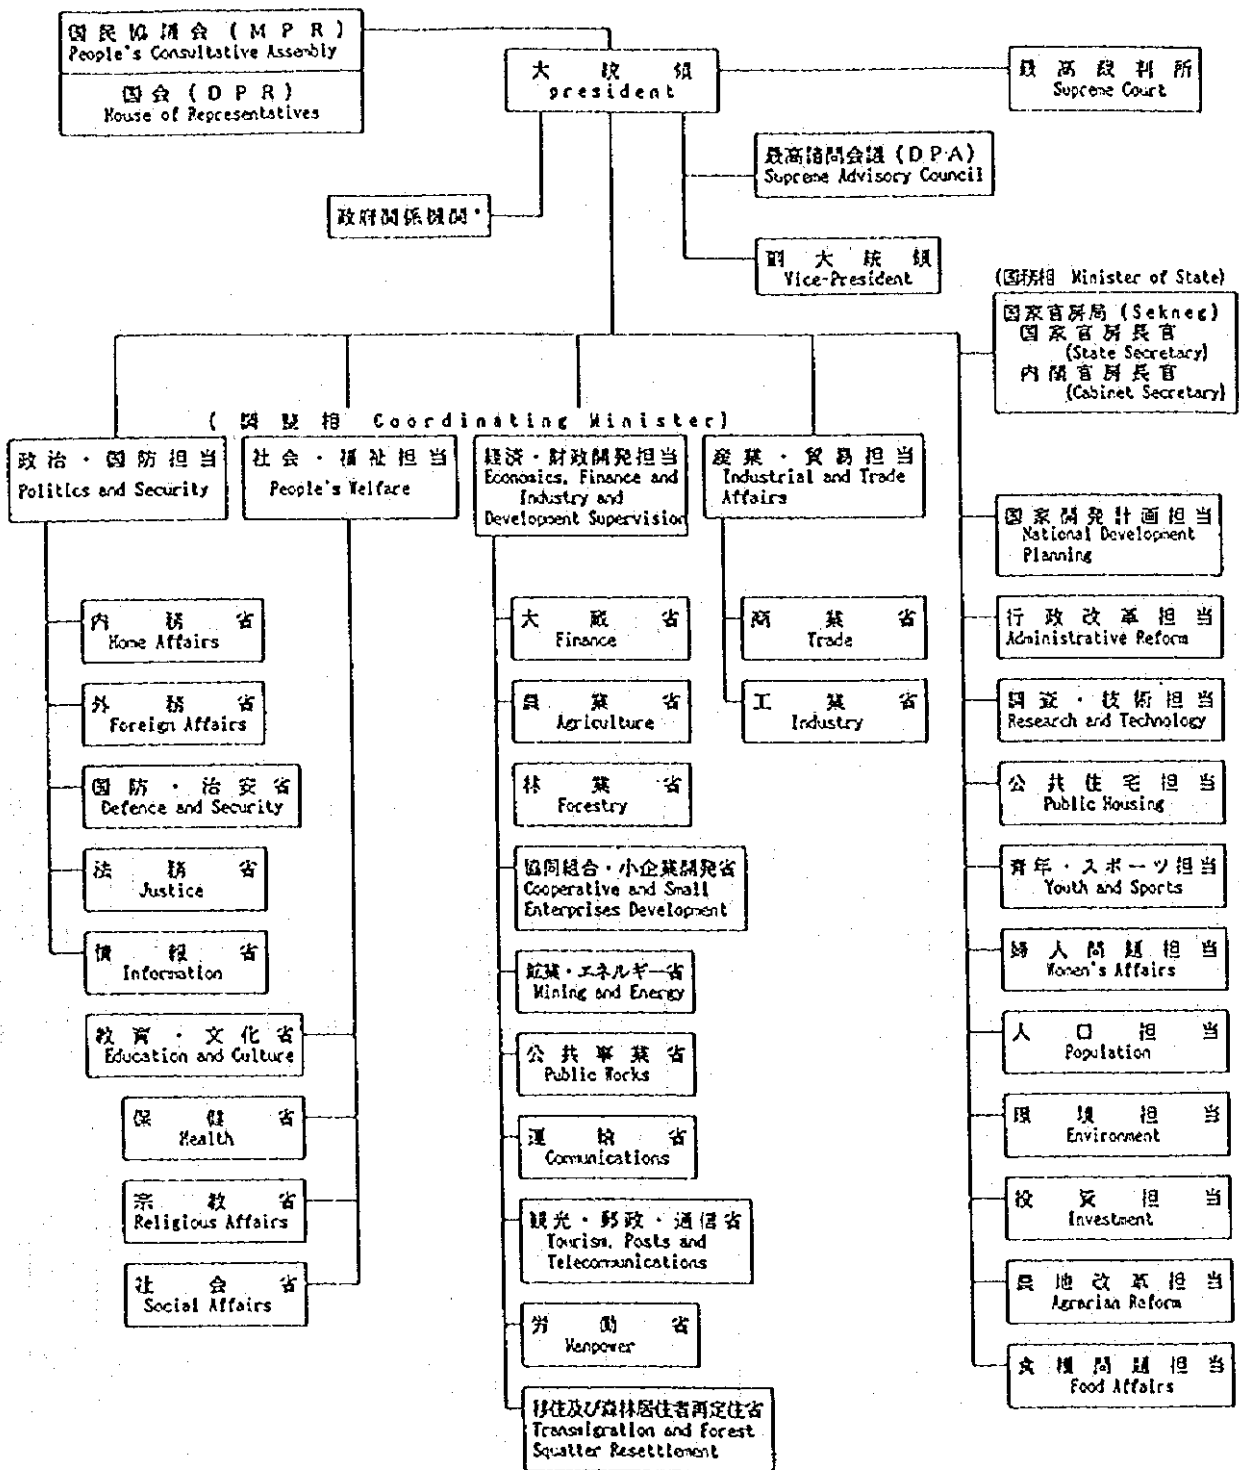 国民協議会 (MPR)
People's Consultative Assembly
国会 (DPR)
House of Representatives
大統領
president
最高裁判所
Supreme Court
最高諮問会議 (DPA)
Supreme Advisory Council
政府関係機関*
副大統領
Vice-President
(国務相 Minister of State)
国家官房局 (Sekneg)
国家官房長官
(State Secretary)
内閣官房長官
(Cabinet Secretary)
(調整相 Coordinating Minister)
政治・国防担当
Politics and Security
社会・福祉担当
People's Welfare
経済・財政開発担当
Economics, Finance and
Industry and
Development Supervision
産業・貿易担当
Industrial and Trade
Affairs
内務省
Home Affairs
外務省
Foreign Affairs
国防・治安省
Defence and Security
法務省
Justice
情報省
Information
教育・文化省
Education and Culture
保健省
Health
宗教省
Religious Affairs
社会省
Social Affairs
大蔵省
Finance
農業省
Agriculture
林業省
Forestry
協同組合・小企業開発省
Cooperative and Small
Enterprises Development
鉱業・エネルギー省
Mining and Energy
公共事業省
Public Works
運輸省
Comunications
観光・郵政・通信省
Tourism, Posts and
Telecomunications
労働省
Manpower
移住及び森林居住者再定住省
Transmigration and Forest
Squatter Resettlement
商業省
Trade
工業省
Industry
国家開発計画担当
National Development
Planning
行政改革担当
Administrative Reform
調査・技術担当
Research and Technology
公共住宅担当
Public Housing
青年・スポーツ担当
Youth and Sports
婦人問題担当
Women's Affairs
人口担当
Population
環境担当
Environment
投資担当
Investment
農地改革担当
Agrarian Reform
食糧問題担当
Food Affairs